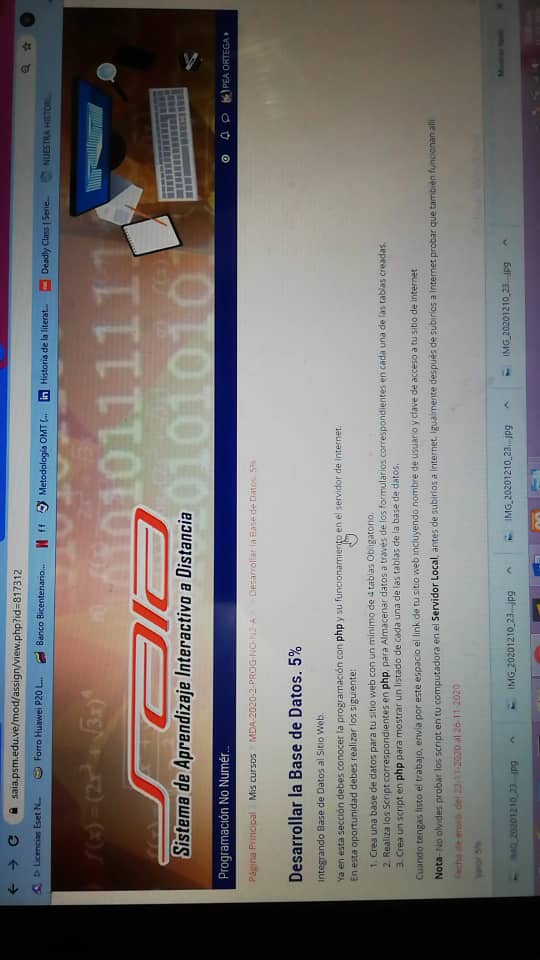 saia.psm.edu.ve/mod/assign/view.php?id=817312
Licencias Eset N... Forro Huawei P20 L... Banco Bicentenario... f f Metodología OMT (... Historia de la literat... Deadly Class | Sene... NUESTRA HISTORI...
f(x) = (2x³ + √3x)⁴
saia
Sistema de Aprendizaje Interactivo a Distancia
Programación No Numér... PEA ORTEGA
Página Principal Mis cursos MDA-2020-2-PROG-NO-N2-A Desarrollar la Base de Datos. 5%
Desarrollar la Base de Datos. 5%
Integrando Base de Datos al Sitio Web.
Ya en esta sección debes conocer la programación con php y su funcionamiento en el servidor de Internet.
En esta oportunidad debes realizar los siguiente:
1. Crea una base de datos para tu sitio web con un mínimo de 4 tablas Obligatorio.
2. Realiza los Script correspondientes en php, para Almacenar datos a través de los formularios correspondientes en cada una de las tablas creadas.
3. Crea un script en php para mostrar un listado de cada una de las tablas de la base de datos.
Cuando tengas listo el trabajo, envía por este espacio el link de tu sitio web incluyendo nombre de usuario y clave de acceso a tu sitio de Internet
Nota- No olvides probar los script en tu computadora en el Servidor Local, antes de subirlos a Internet. Igualmente después de subirlos a Internet probar que también funcionan allí
Fecha de envió: del 22-11-2020 al 26-11-2020
Valor 5%
IMG_20201210_23....jpg IMG_20201210_23....jpg IMG_20201210_23....jpg IMG_20201210_23....jpg Mostrar todo